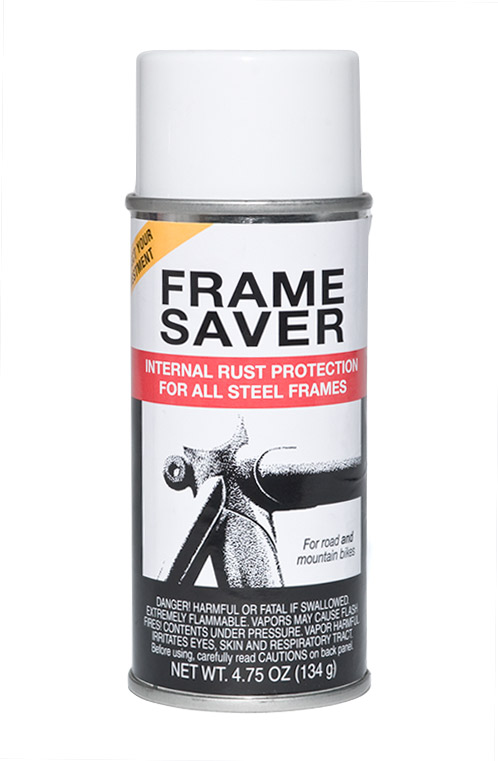 YOUR
FRAME
SAVER
INTERNAL RUST PROTECTION
FOR ALL STEEL FRAMES
For road and
mountain bikes
DANGER! HARMFUL OR FATAL IF SWALLOWED.
EXTREMELY FLAMMABLE. VAPORS MAY CAUSE FLASH
FIRES! CONTENTS UNDER PRESSURE. VAPOR HARMFUL.
IRRITATES EYES, SKIN AND RESPIRATORY TRACT.
Before using, carefully read CAUTIONS on back panel.
NET WT. 4.75 OZ (134 g)